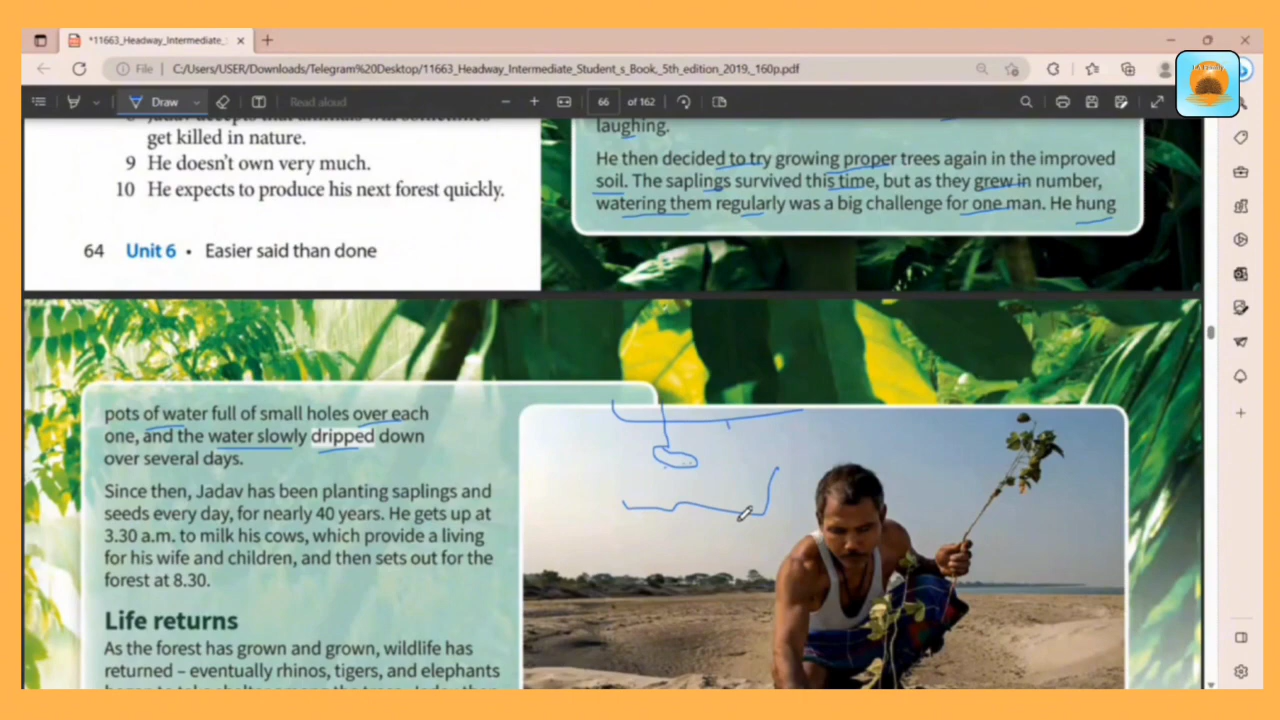 *11663_Headway_Intermediate_
File
C:/Users/USER/Downloads/Telegram%20Desktop/11663_Headway_Intermediate_Student_s_Book,_5th_edition_2019,_160p.pdf
Draw
Read aloud
66
of 162
get killed in nature.
9 He doesn't own very much.
10 He expects to produce his next forest quickly.
64 Unit 6 • Easier said than done
laughing.
He then decided to try growing proper trees again in the improved
soil. The saplings survived this time, but as they grew in number,
watering them regularly was a big challenge for one man. He hung
pots of water full of small holes over each
one, and the water slowly dripped down
over several days.
Since then, Jadav has been planting saplings and
seeds every day, for nearly 40 years. He gets up at
3.30 a.m. to milk his cows, which provide a living
for his wife and children, and then sets out for the
forest at 8.30.
Life returns
As the forest has grown and grown, wildlife has
returned – eventually rhinos, tigers, and elephants